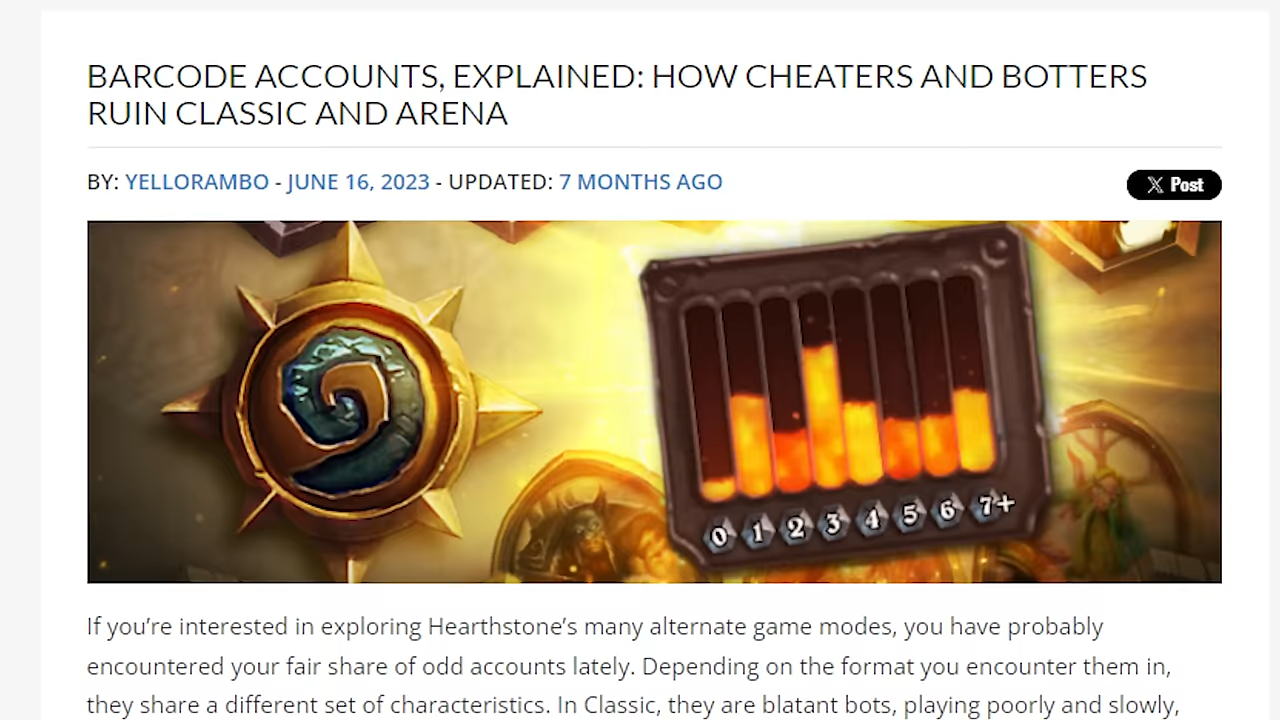 BARCODE ACCOUNTS, EXPLAINED: HOW CHEATERS AND BOTTERS
RUIN CLASSIC AND ARENA
BY: YELLORAMBO - JUNE 16, 2023 - UPDATED: 7 MONTHS AGO
X Post
0 1 2 3 4 5 6 7+
If you’re interested in exploring Hearthstone’s many alternate game modes, you have probably
encountered your fair share of odd accounts lately. Depending on the format you encounter them in,
they share a different set of characteristics. In Classic, they are blatant bots, playing poorly and slowly,